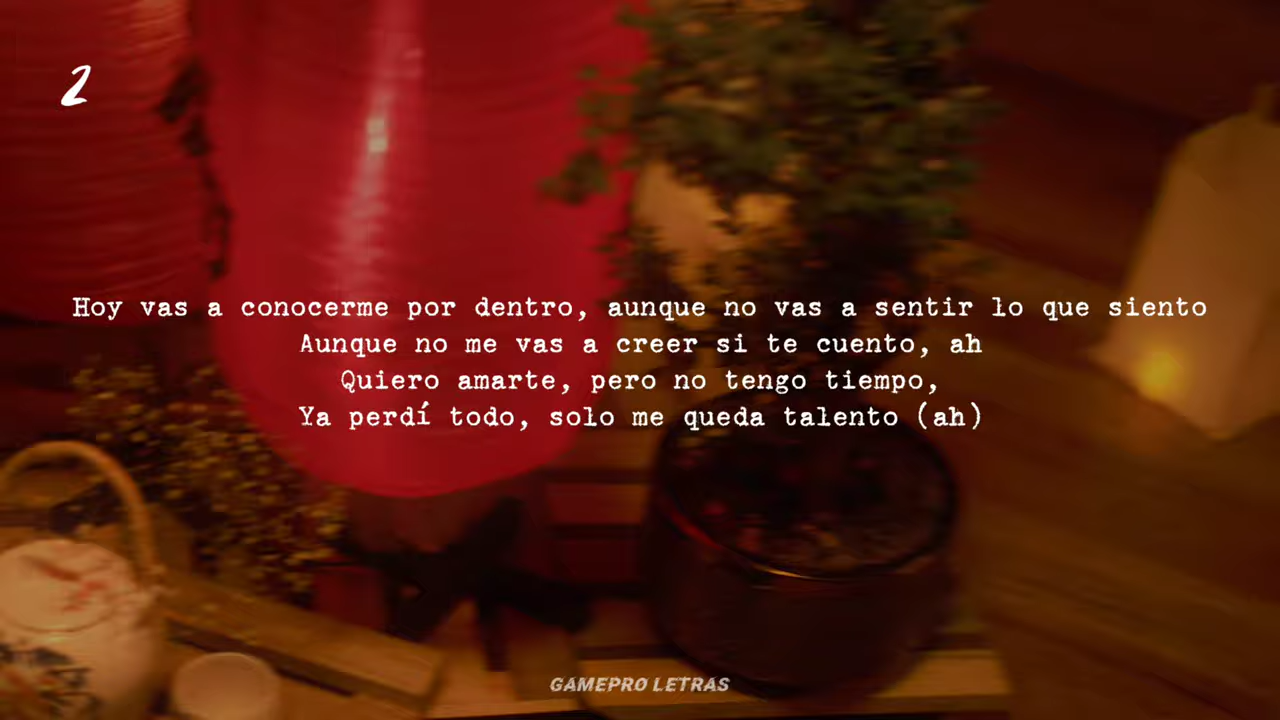 2
Hoy vas a conocerme por dentro, aunque no vas a sentir lo que siento
Aunque no me vas a creer si te cuento, ah
Quiero amarte, pero no tengo tiempo,
Ya perdí todo, solo me queda talento (ah)
GAMEPRO LETRAS